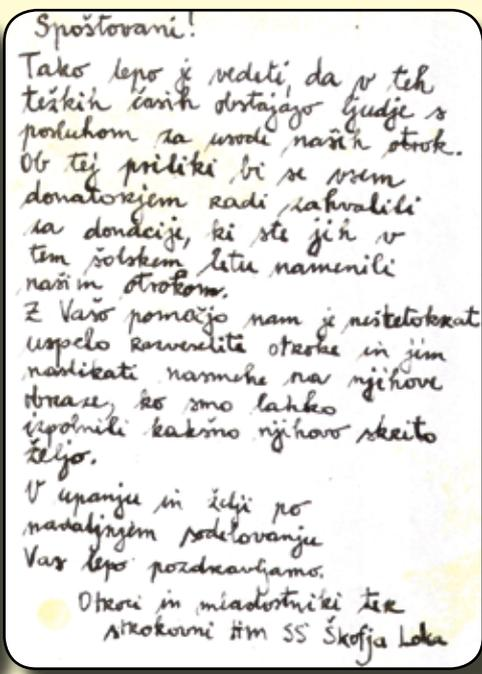 Spoštovani!
Tako lepo je vedeti, da v teh
težkih časih obstajajo ljudje s
posluhom za usode naših otrok.
Ob tej priliki bi se vsem
donatorjem radi zahvalili
za donacije, ki ste jih v
tem šolskem letu namenili
našim otrokom.
Z Vašo pomočjo nam je neštetokrat
uspelo razveseliti otroke in jim
naslikati nasmehe na njihove
obraze, ko smo lahko
izpolnili kakšno njihovo skrito
željo.
V upanju in želji po
nadaljnjem sodelovanju
Vas lepo pozdravljamo.
Otroci in mladostniki ter
strokovni tim SS Škofja Loka